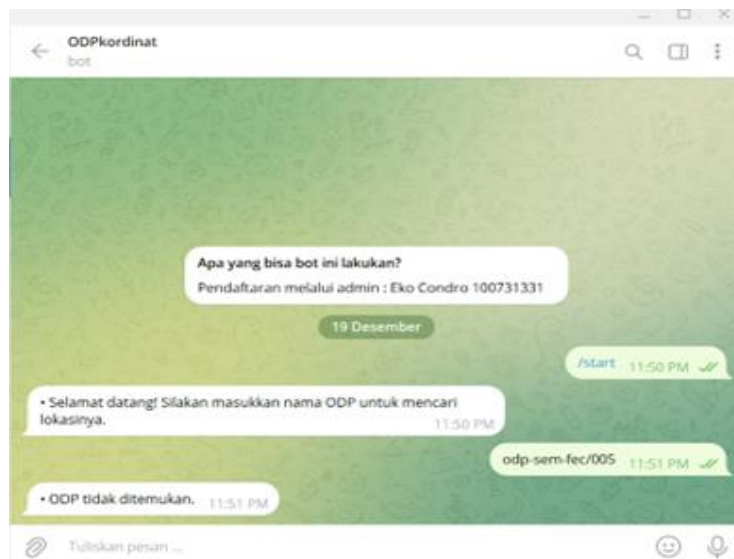 ODPkordinat
bot
Apa yang bisa bot ini lakukan?
Pendaftaran melalui admin : Eko Condro 100731331
19 Desember
/start 11:50 PM
• Selamat datang! Silakan masukkan nama ODP untuk mencari
lokasinya. 11:50 PM
odp-sem-fec/005 11:51 PM
• ODP tidak ditemukan. 11:51 PM
Tuliskan pesan ...